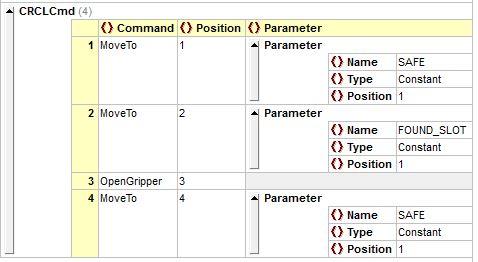 CRCLCmd (4)
Command Position Parameter
1 MoveTo 1 Parameter
Name SAFE
Type Constant
Position 1
2 MoveTo 2 Parameter
Name FOUND_SLOT
Type Constant
Position 1
3 OpenGripper 3
4 MoveTo 4 Parameter
Name SAFE
Type Constant
Position 1